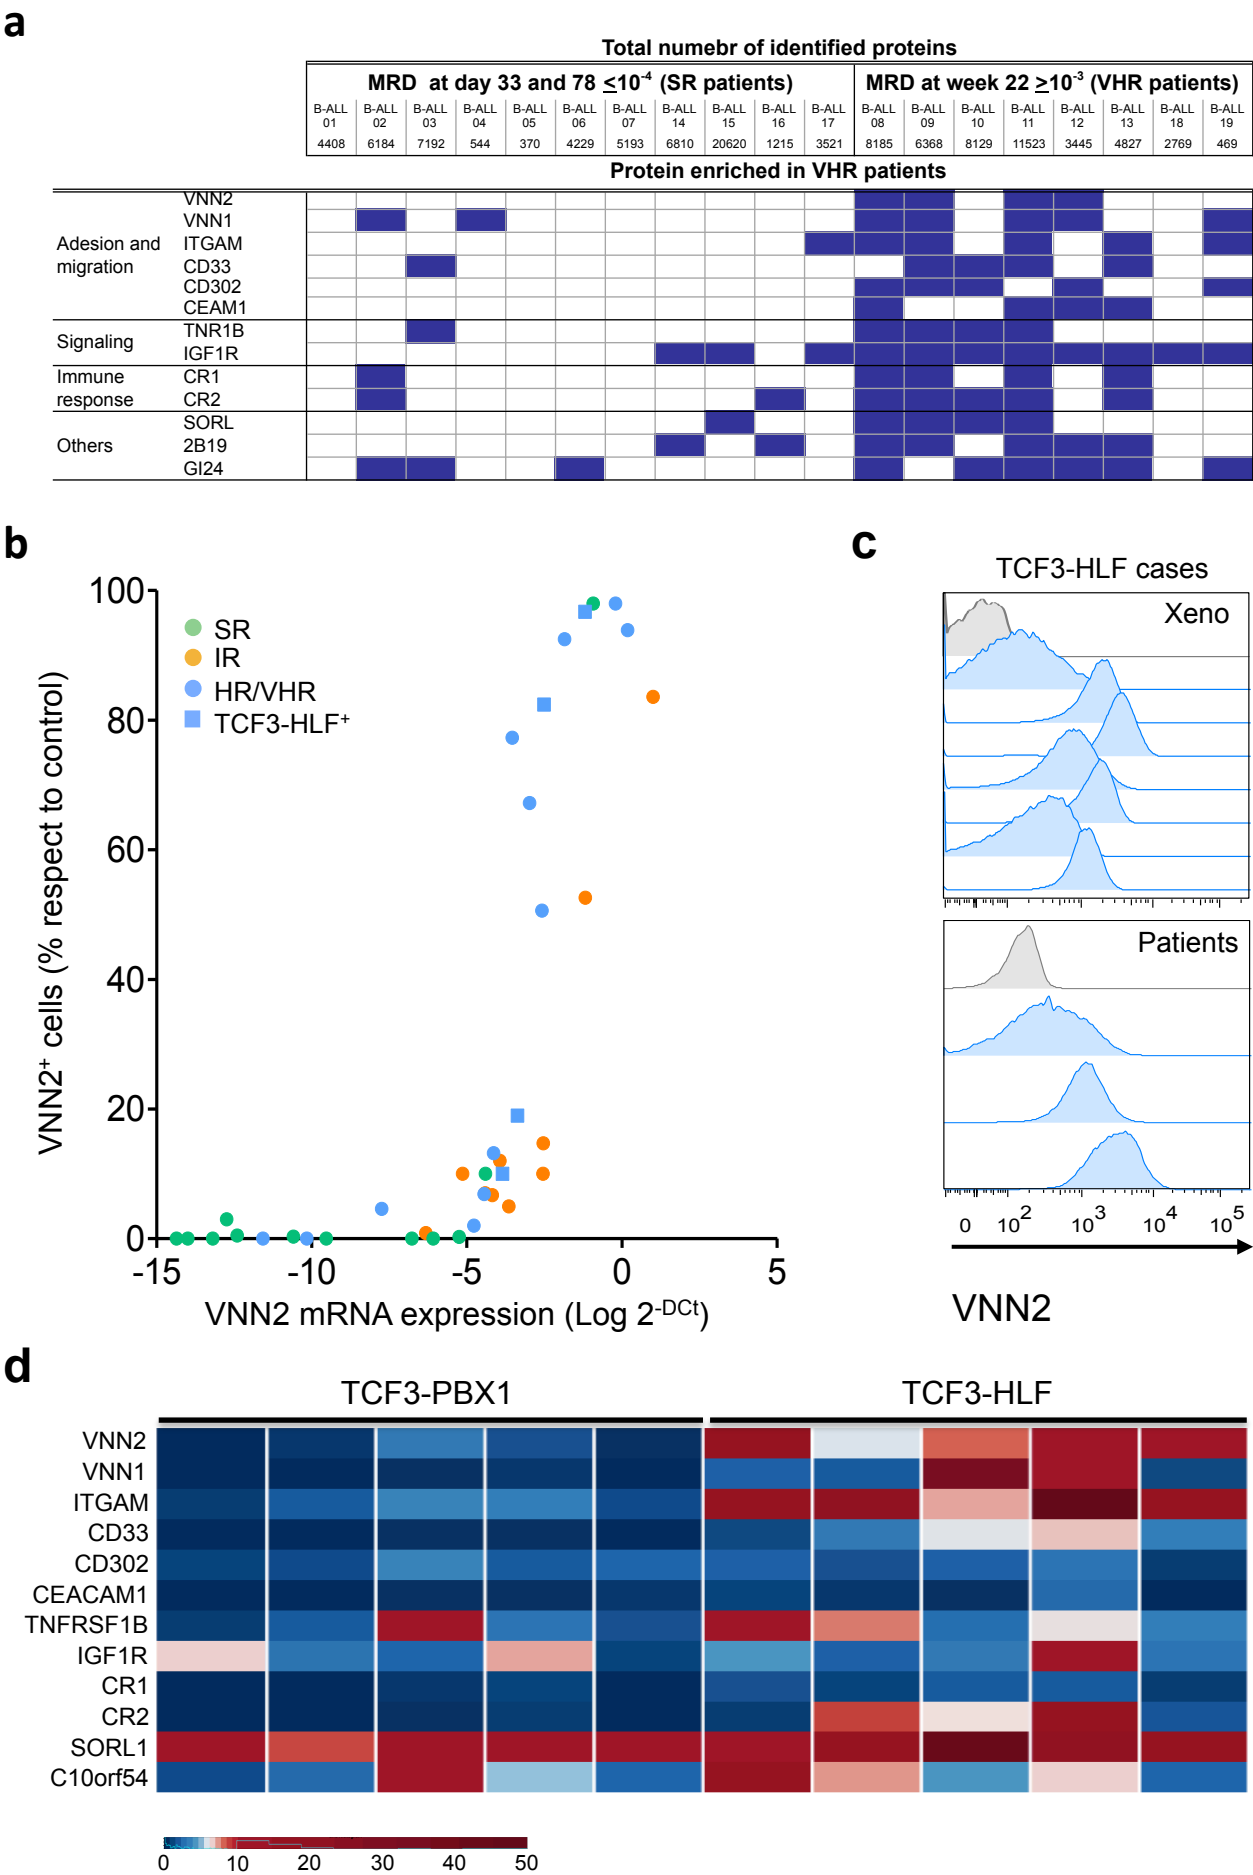 a
Total numebr of identified proteins
MRD at day 33 and 78 ≤10⁻⁴ (SR patients) MRD at week 22 ≥10⁻³ (VHR patients)
B-ALL B-ALL B-ALL B-ALL B-ALL B-ALL B-ALL B-ALL B-ALL B-ALL B-ALL B-ALL B-ALL B-ALL B-ALL B-ALL B-ALL B-ALL B-ALL
01 02 03 04 05 06 07 14 15 16 17 08 09 10 11 12 13 18 19
4408 6184 7192 544 370 4229 5193 6810 20620 1215 3521 8185 6368 8129 11523 3445 4827 2769 469
Protein enriched in VHR patients
Adesion and
migration
VNN2
VNN1
ITGAM
CD33
CD302
CEAM1
Signaling
TNR1B
IGF1R
Immune
response
CR1
CR2
Others
SORL
2B19
GI24
b
VNN2⁺ cells (% respect to control)
100
80
60
40
20
0
SR
IR
HR/VHR
TCF3-HLF⁺
-15 -10 -5 0 5
VNN2 mRNA expression (Log 2⁻ᴰᶜᵗ)
c
TCF3-HLF cases
Xeno
Patients
0 10² 10³ 10⁴ 10⁵
VNN2
d
TCF3-PBX1 TCF3-HLF
VNN2
VNN1
ITGAM
CD33
CD302
CEACAM1
TNFRSF1B
IGF1R
CR1
CR2
SORL1
C10orf54
0 10 20 30 40 50